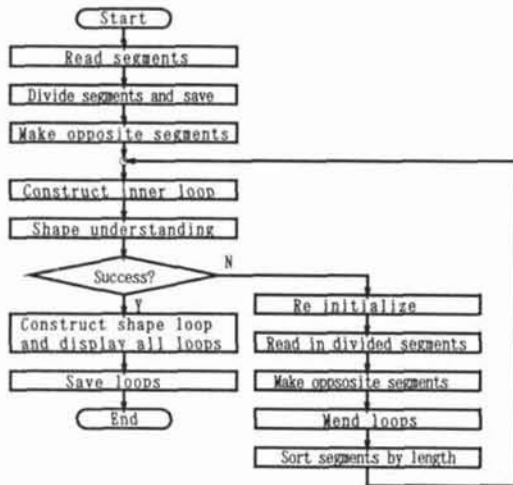 Start
Read segments
Divide segments and save
Make opposite segments
Construct inner loop
Shape understanding
Success?
N
Y
Construct shape loop
and display all loops
Save loops
End
Re initialize
Read in divided segments
Make oppsosite segments
Mend loops
Sort segments by length